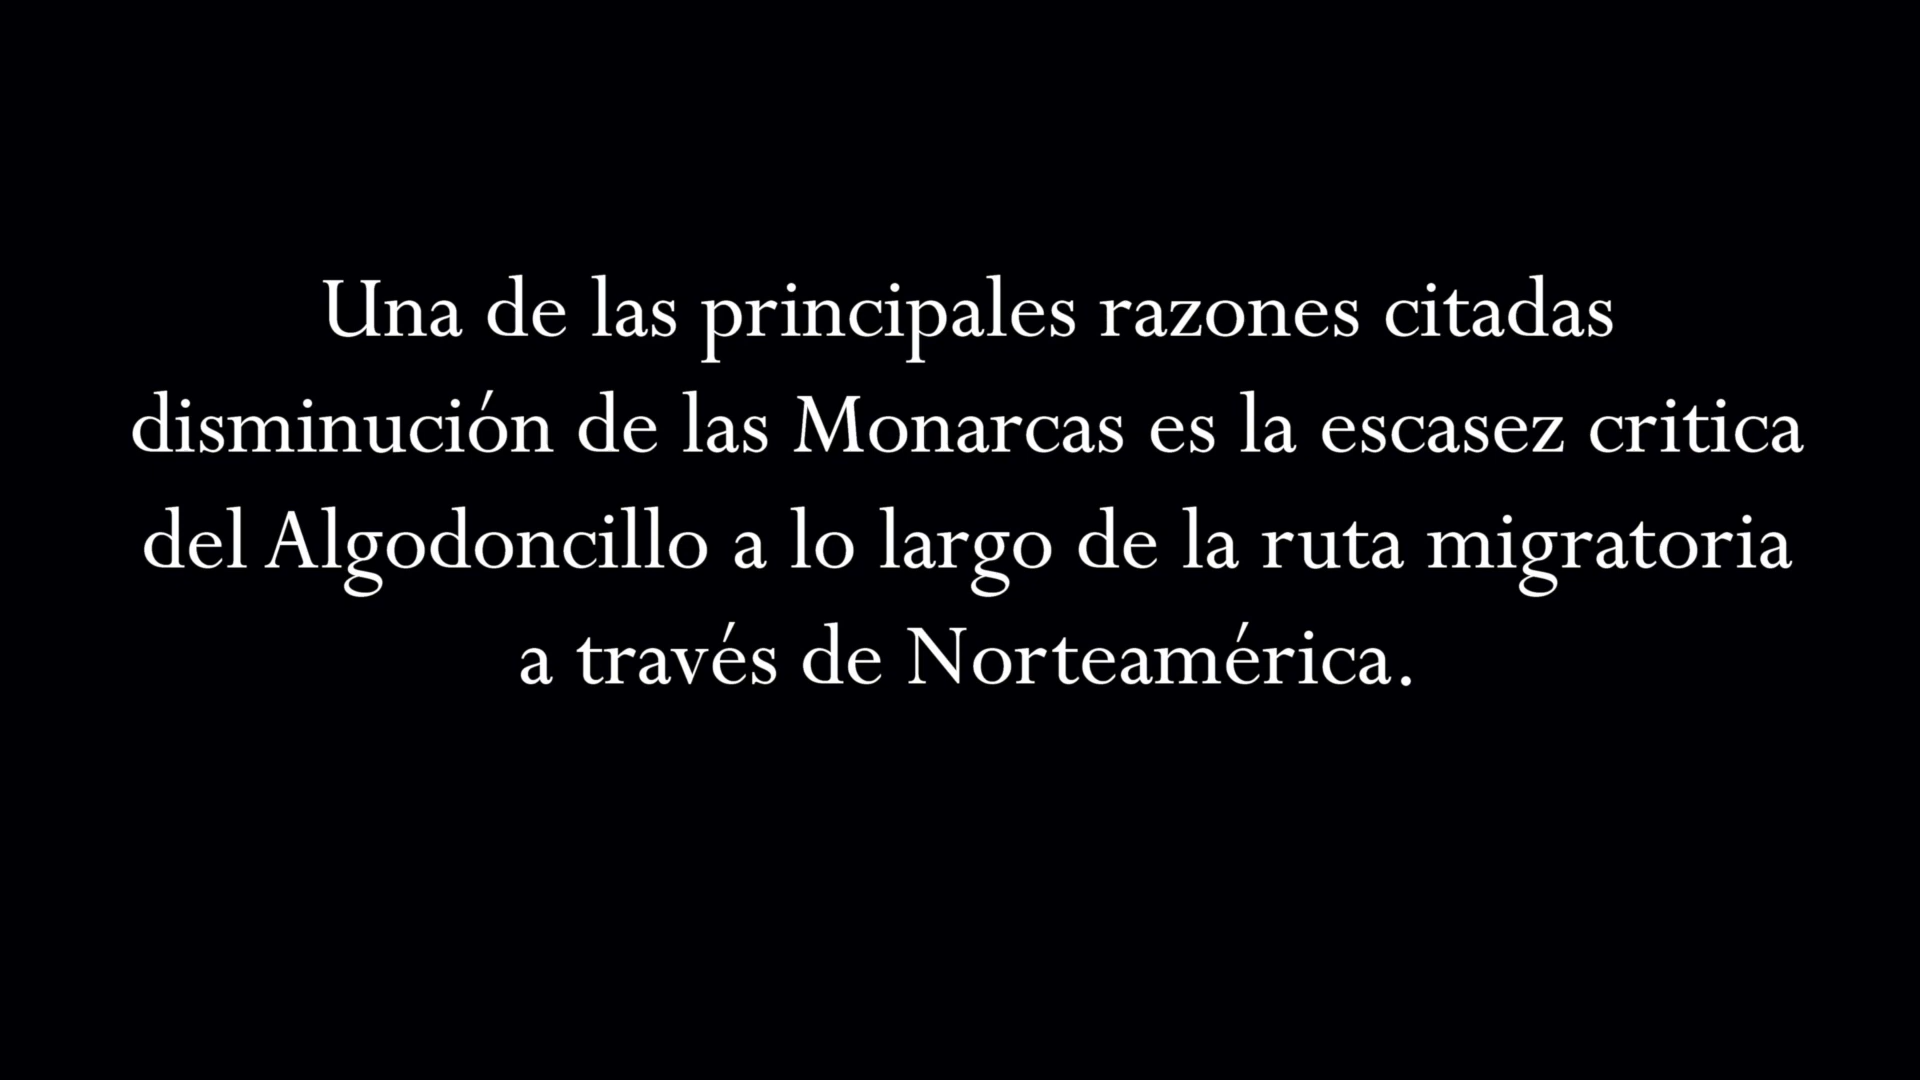 Una de las principales razones citadas
disminución de las Monarcas es la escasez critica
del Algodoncillo a lo largo de la ruta migratoria
a través de Norteamérica.